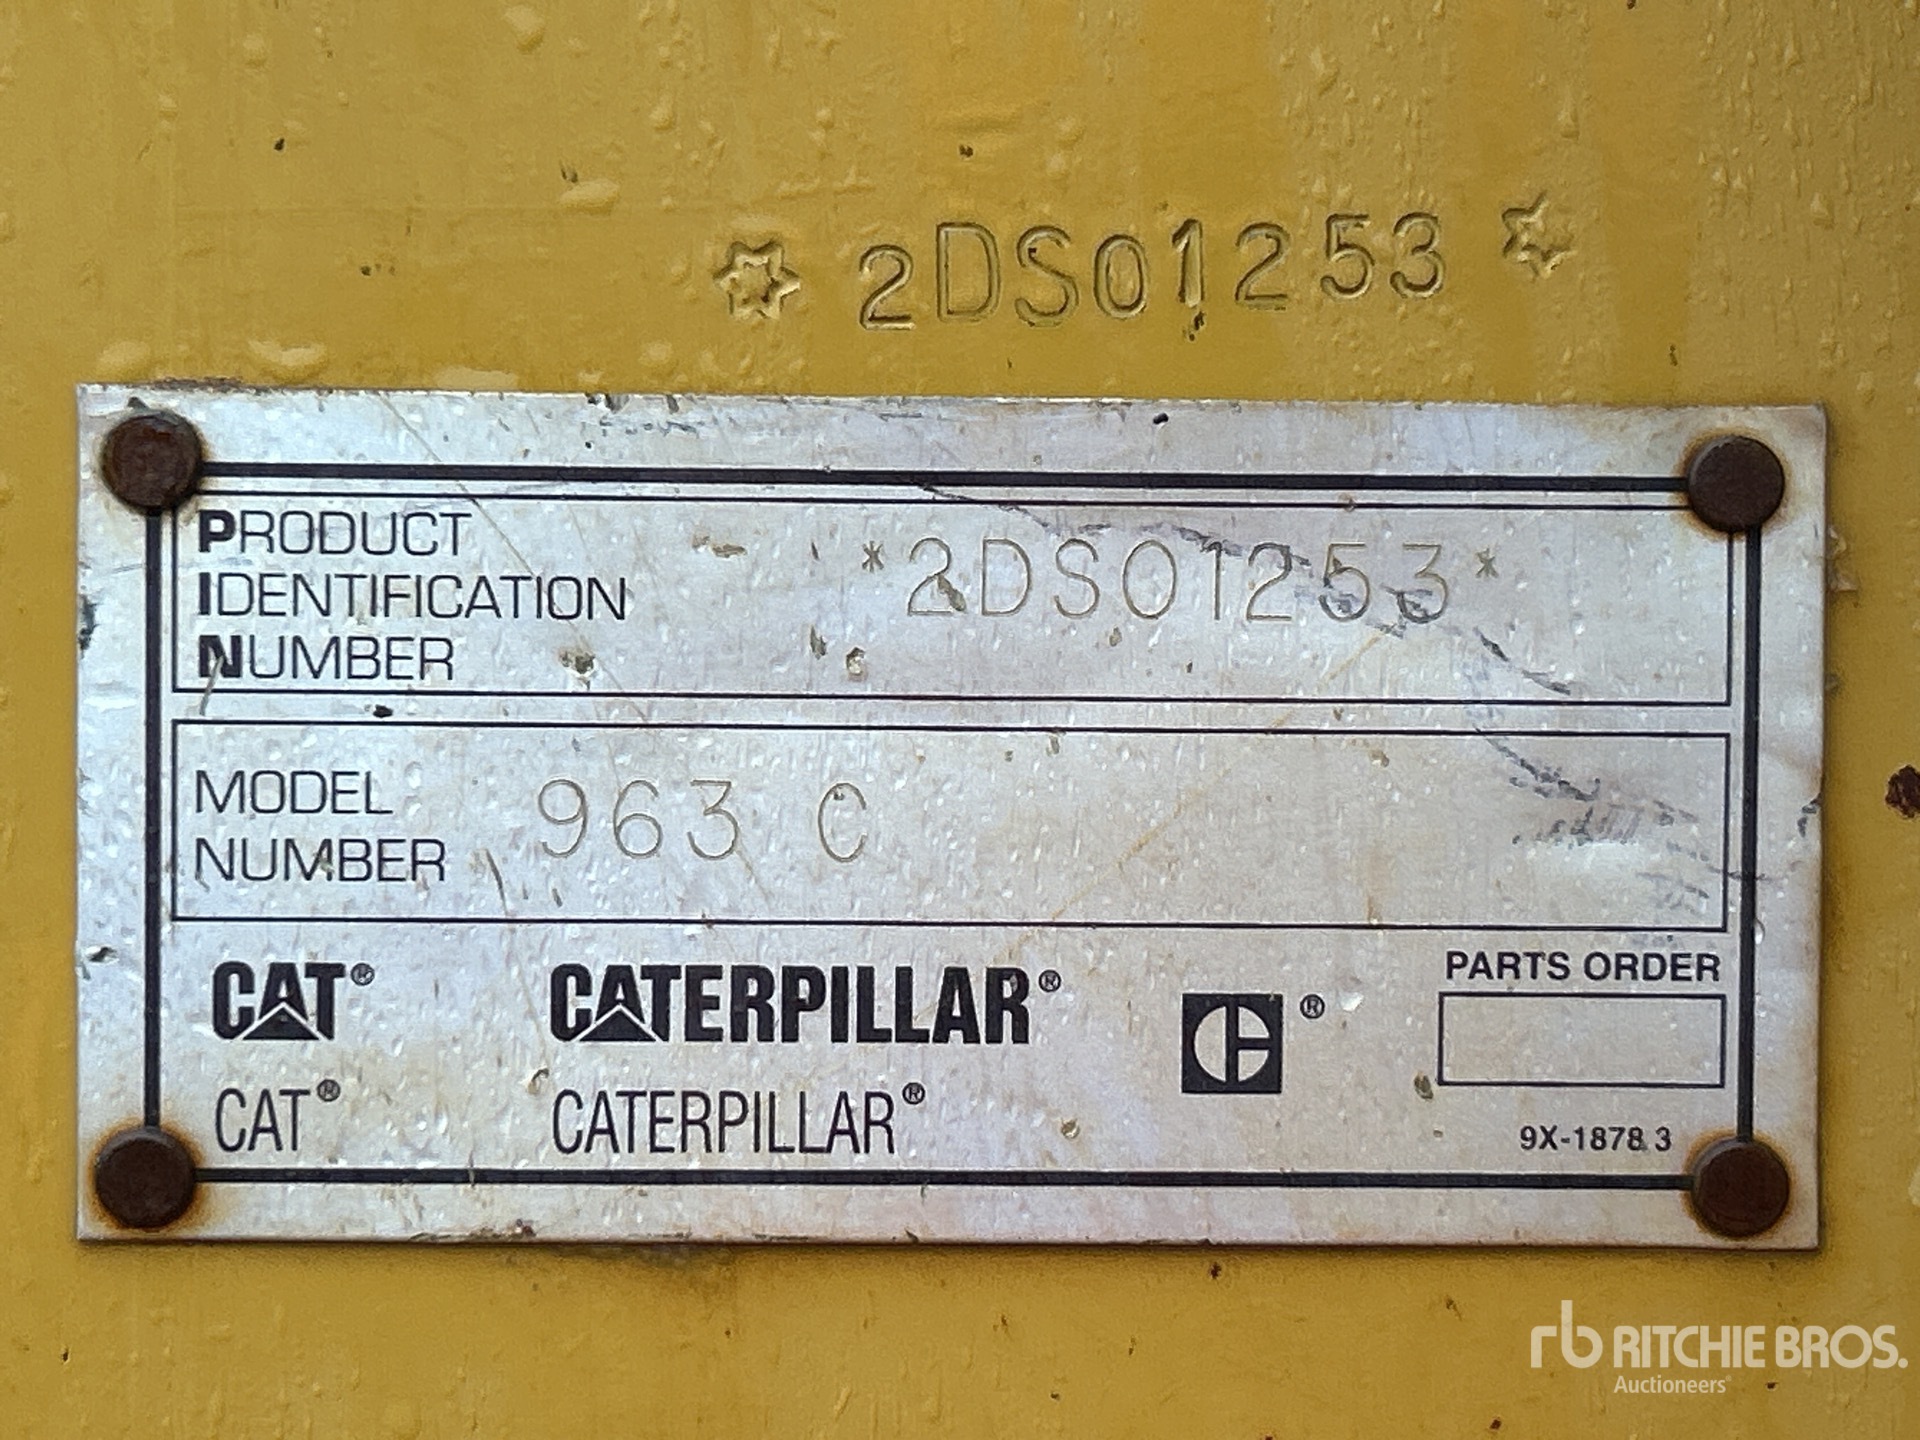 *2DS01253*
PRODUCT
IDENTIFICATION
NUMBER
*2DS01253*
MODEL
NUMBER
963 C
CAT® CATERPILLAR® ®
PARTS ORDER
CAT® CATERPILLAR®
9X-1878 3
rb RITCHIE BROS.
Auctioneers